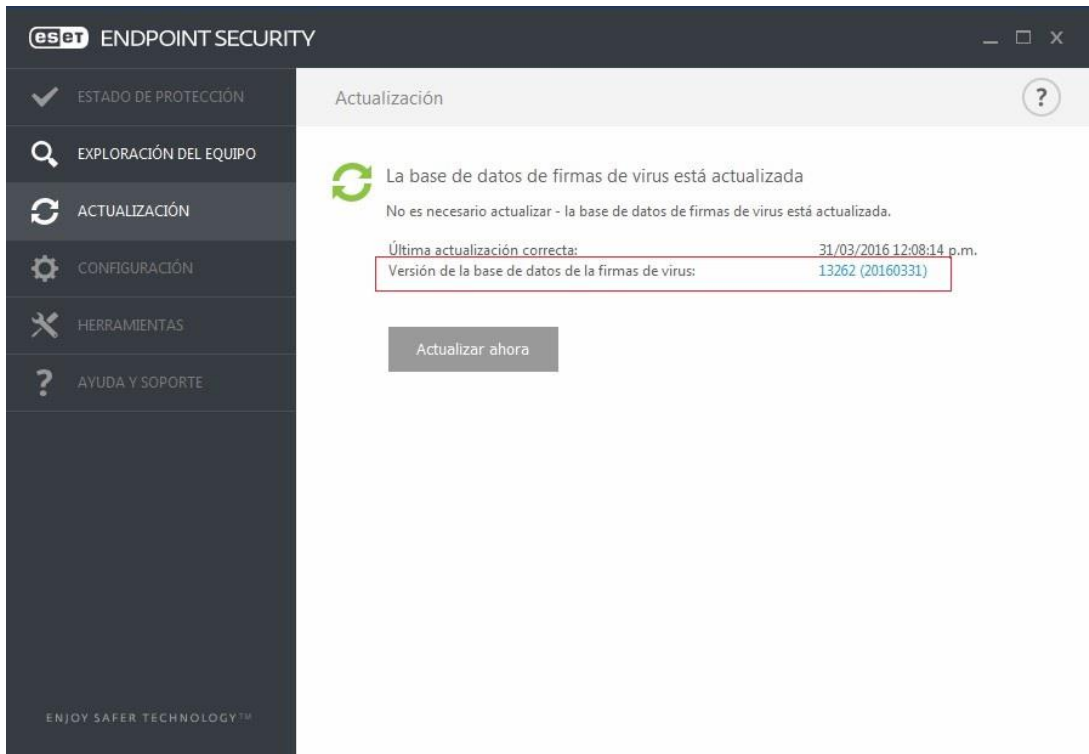 eset ENDPOINT SECURITY
ESTADO DE PROTECCIÓN
EXPLORACIÓN DEL EQUIPO
ACTUALIZACIÓN
CONFIGURACIÓN
HERRAMIENTAS
AYUDA Y SOPORTE
ENJOY SAFER TECHNOLOGY™
Actualización ?
La base de datos de firmas de virus está actualizada
No es necesario actualizar - la base de datos de firmas de virus está actualizada.
Última actualización correcta: 31/03/2016 12:08:14 p.m.
Versión de la base de datos de la firmas de virus: 13262 (20160331)
Actualizar ahora